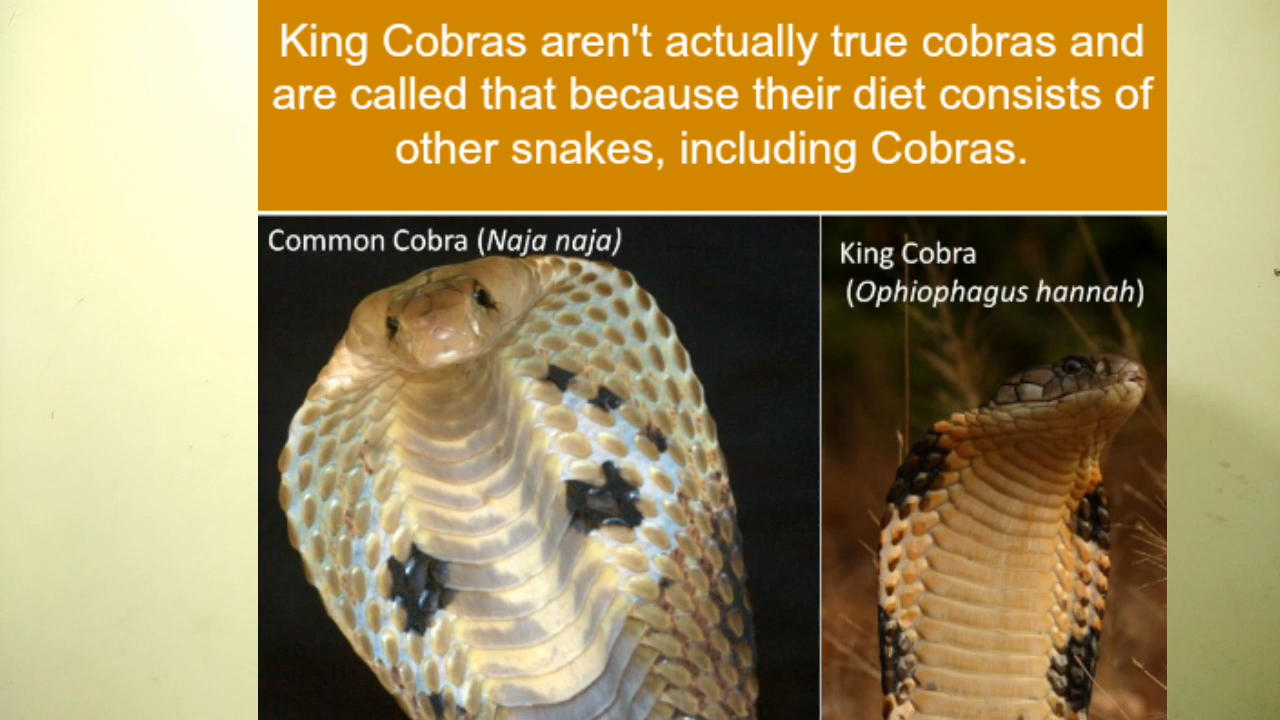 King Cobras aren't actually true cobras and
are called that because their diet consists of
other snakes, including Cobras.
Common Cobra (Naja naja)
King Cobra
(Ophiophagus hannah)